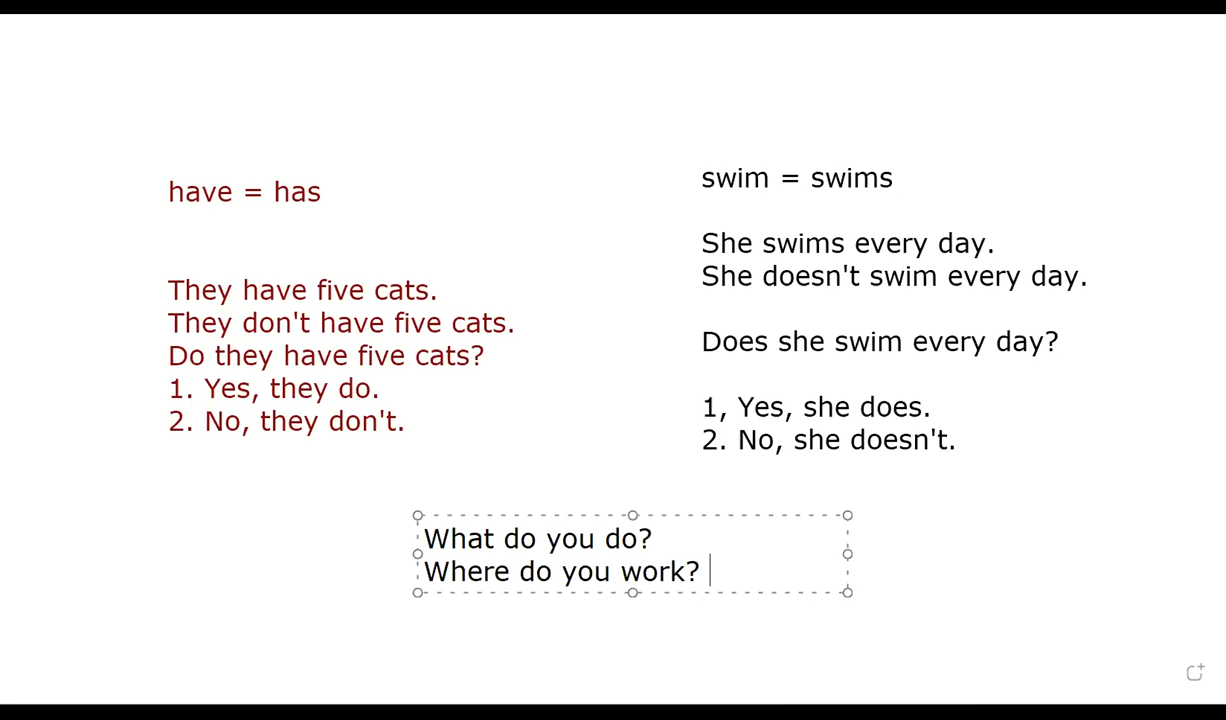 have = has
They have five cats.
They don't have five cats.
Do they have five cats?
1. Yes, they do.
2. No, they don't.
swim = swims
She swims every day.
She doesn't swim every day.
Does she swim every day?
1, Yes, she does.
2. No, she doesn't.
What do you do?
Where do you work?